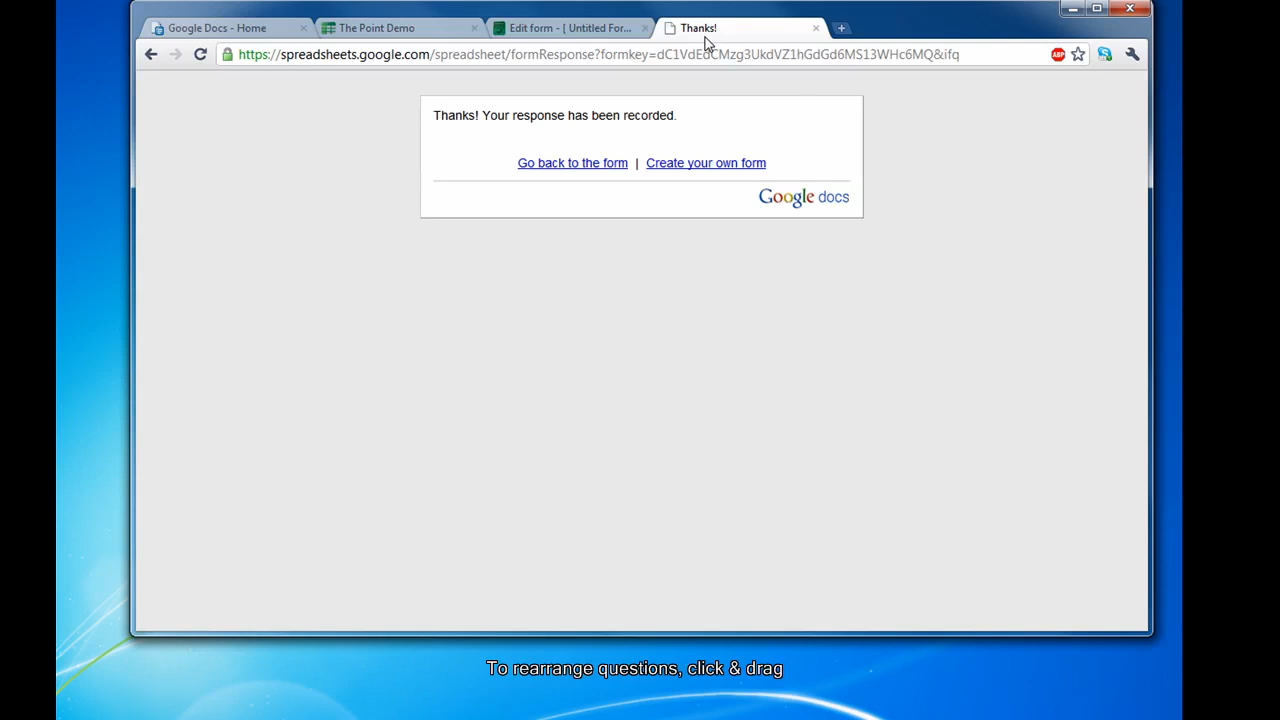 Google Docs - Home
The Point Demo
Edit form - [ Untitled For...
Thanks!
https://spreadsheets.google.com/spreadsheet/formResponse?formkey=dC1VdEdCMzg3UkdVZ1hGdGd6MS13WHc6MQ&ifq
ABP
Thanks! Your response has been recorded.
Go back to the form | Create your own form
Google docs
To rearrange questions, click & drag